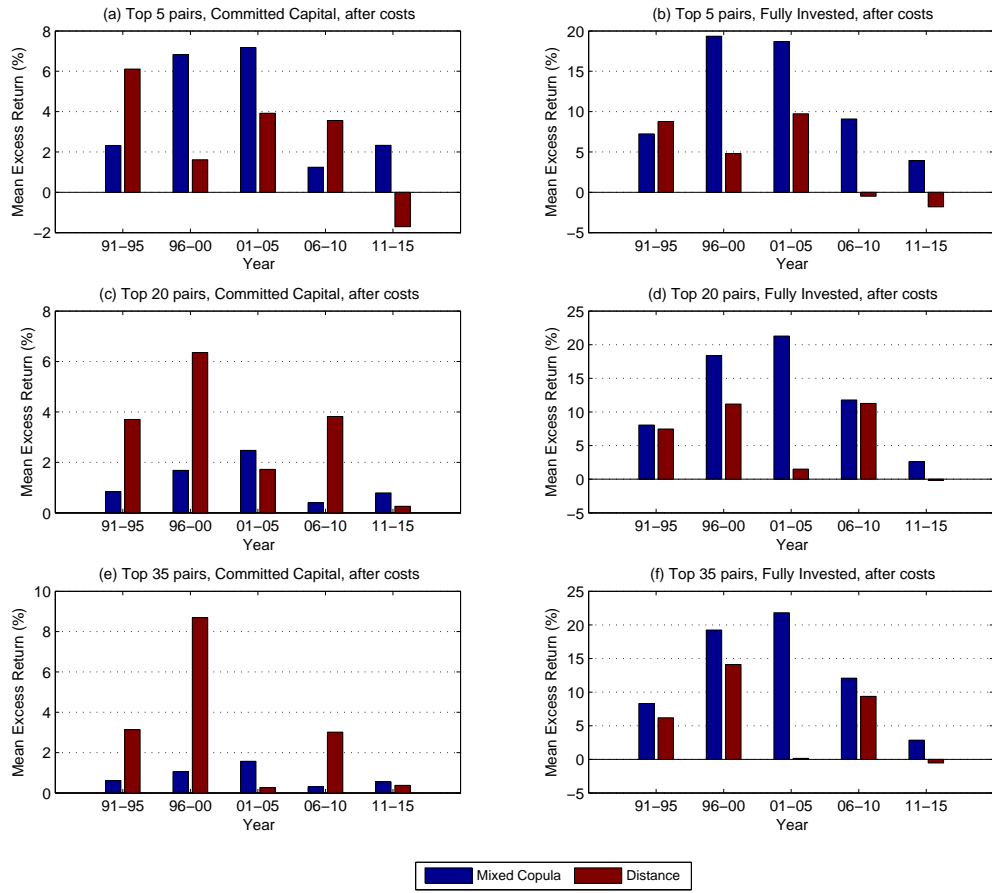 (a) Top 5 pairs, Committed Capital, after costs
Mean Excess Return (%)
8
6
4
2
0
−2
91−95 96−00 01−05 06−10 11−15
Year
(b) Top 5 pairs, Fully Invested, after costs
Mean Excess Return (%)
20
15
10
5
0
−5
91−95 96−00 01−05 06−10 11−15
Year
(c) Top 20 pairs, Committed Capital, after costs
Mean Excess Return (%)
8
6
4
2
0
91−95 96−00 01−05 06−10 11−15
Year
(d) Top 20 pairs, Fully Invested, after costs
Mean Excess Return (%)
25
20
15
10
5
0
−5
91−95 96−00 01−05 06−10 11−15
Year
(e) Top 35 pairs, Committed Capital, after costs
Mean Excess Return (%)
10
8
6
4
2
0
91−95 96−00 01−05 06−10 11−15
Year
(f) Top 35 pairs, Fully Invested, after costs
Mean Excess Return (%)
25
20
15
10
5
0
−5
91−95 96−00 01−05 06−10 11−15
Year
Mixed Copula Distance